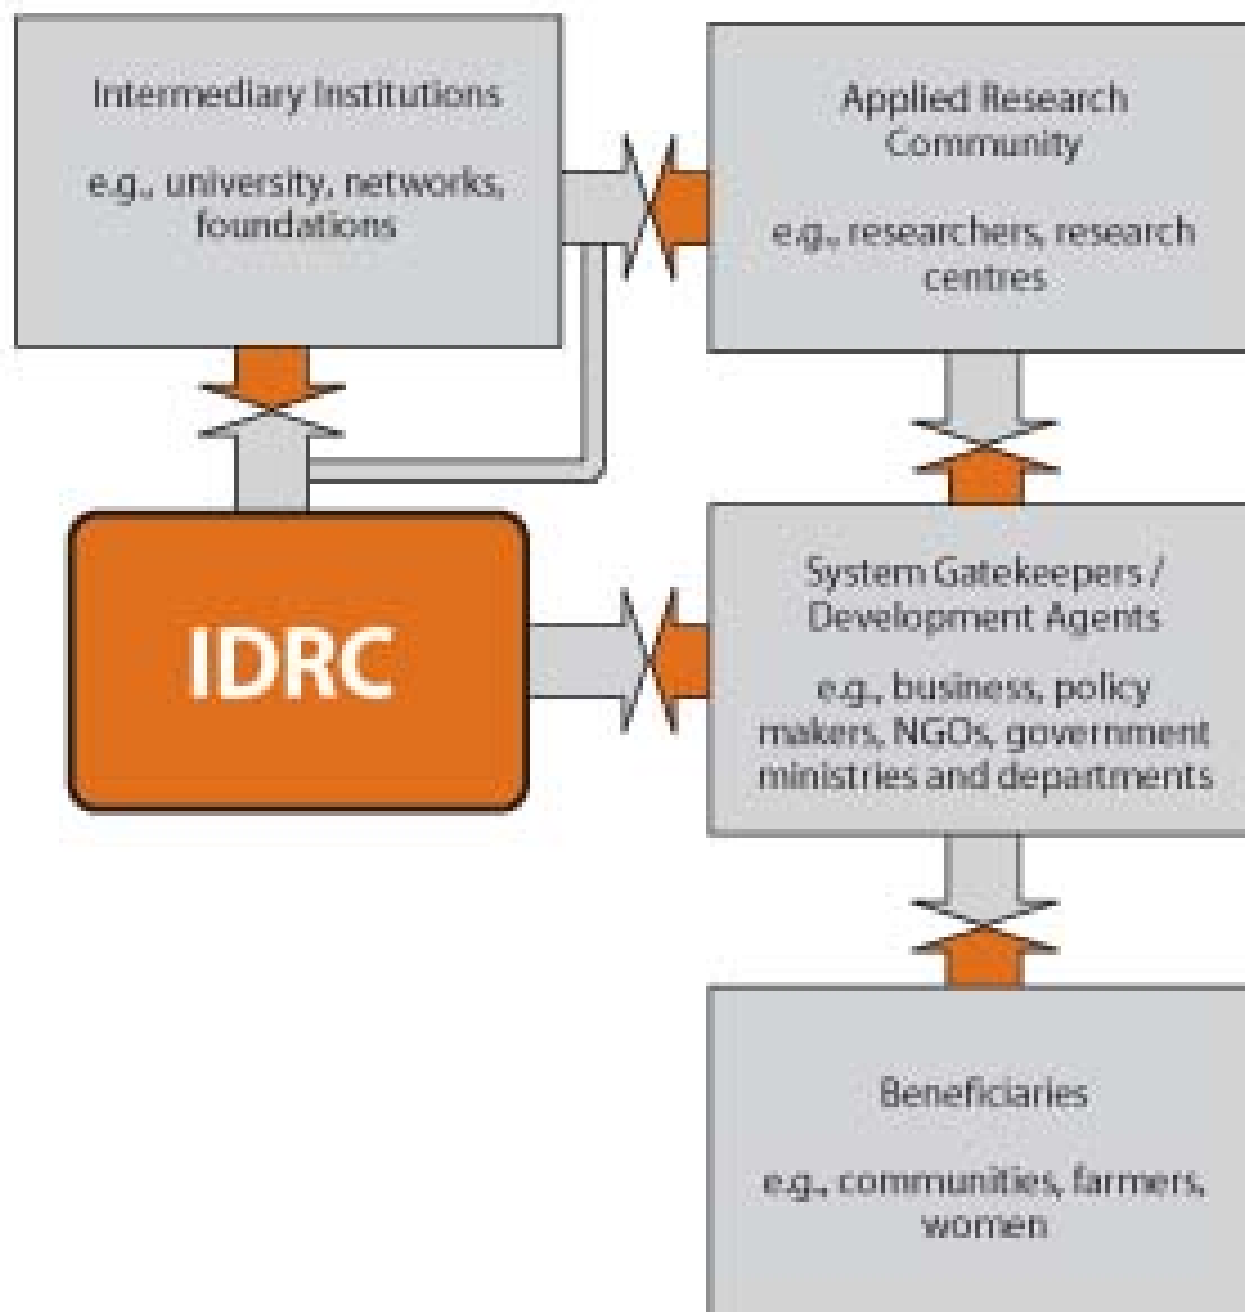 Intermediary Institutions
e.g., university, networks,
foundations
Applied Research
Community
e.g., researchers, research
centres
IDRC
System Gatekeepers /
Development Agents
e.g., business, policy
makers, NGOs, government
ministries and departments
Beneficiaries
e.g., communities, farmers,
women